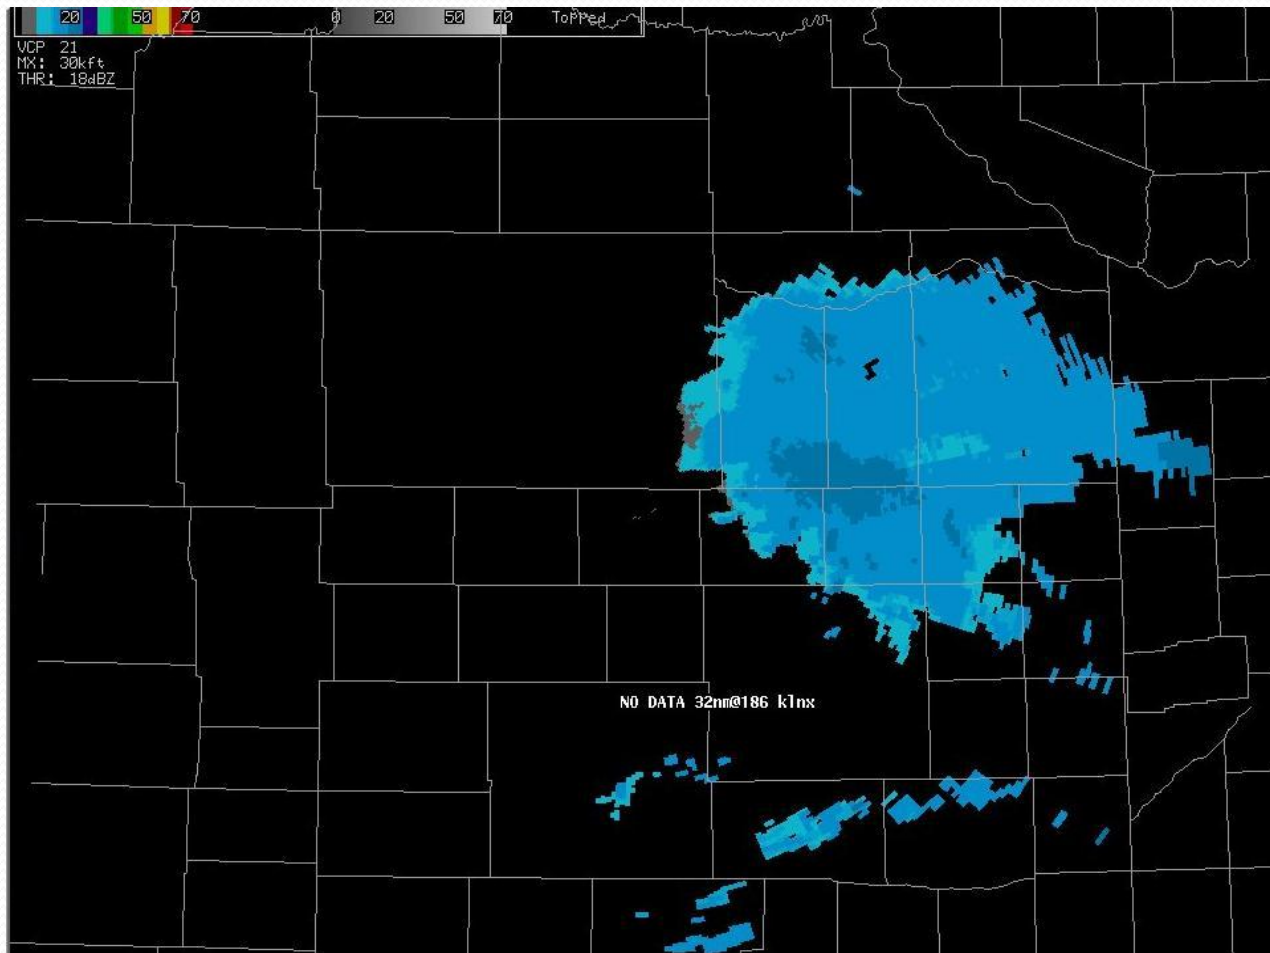 20 50 70 0 20 50 70 Topped
VCP 21
MX: 30kft
THR: 18dBZ
NO DATA 32nm@186 klnx